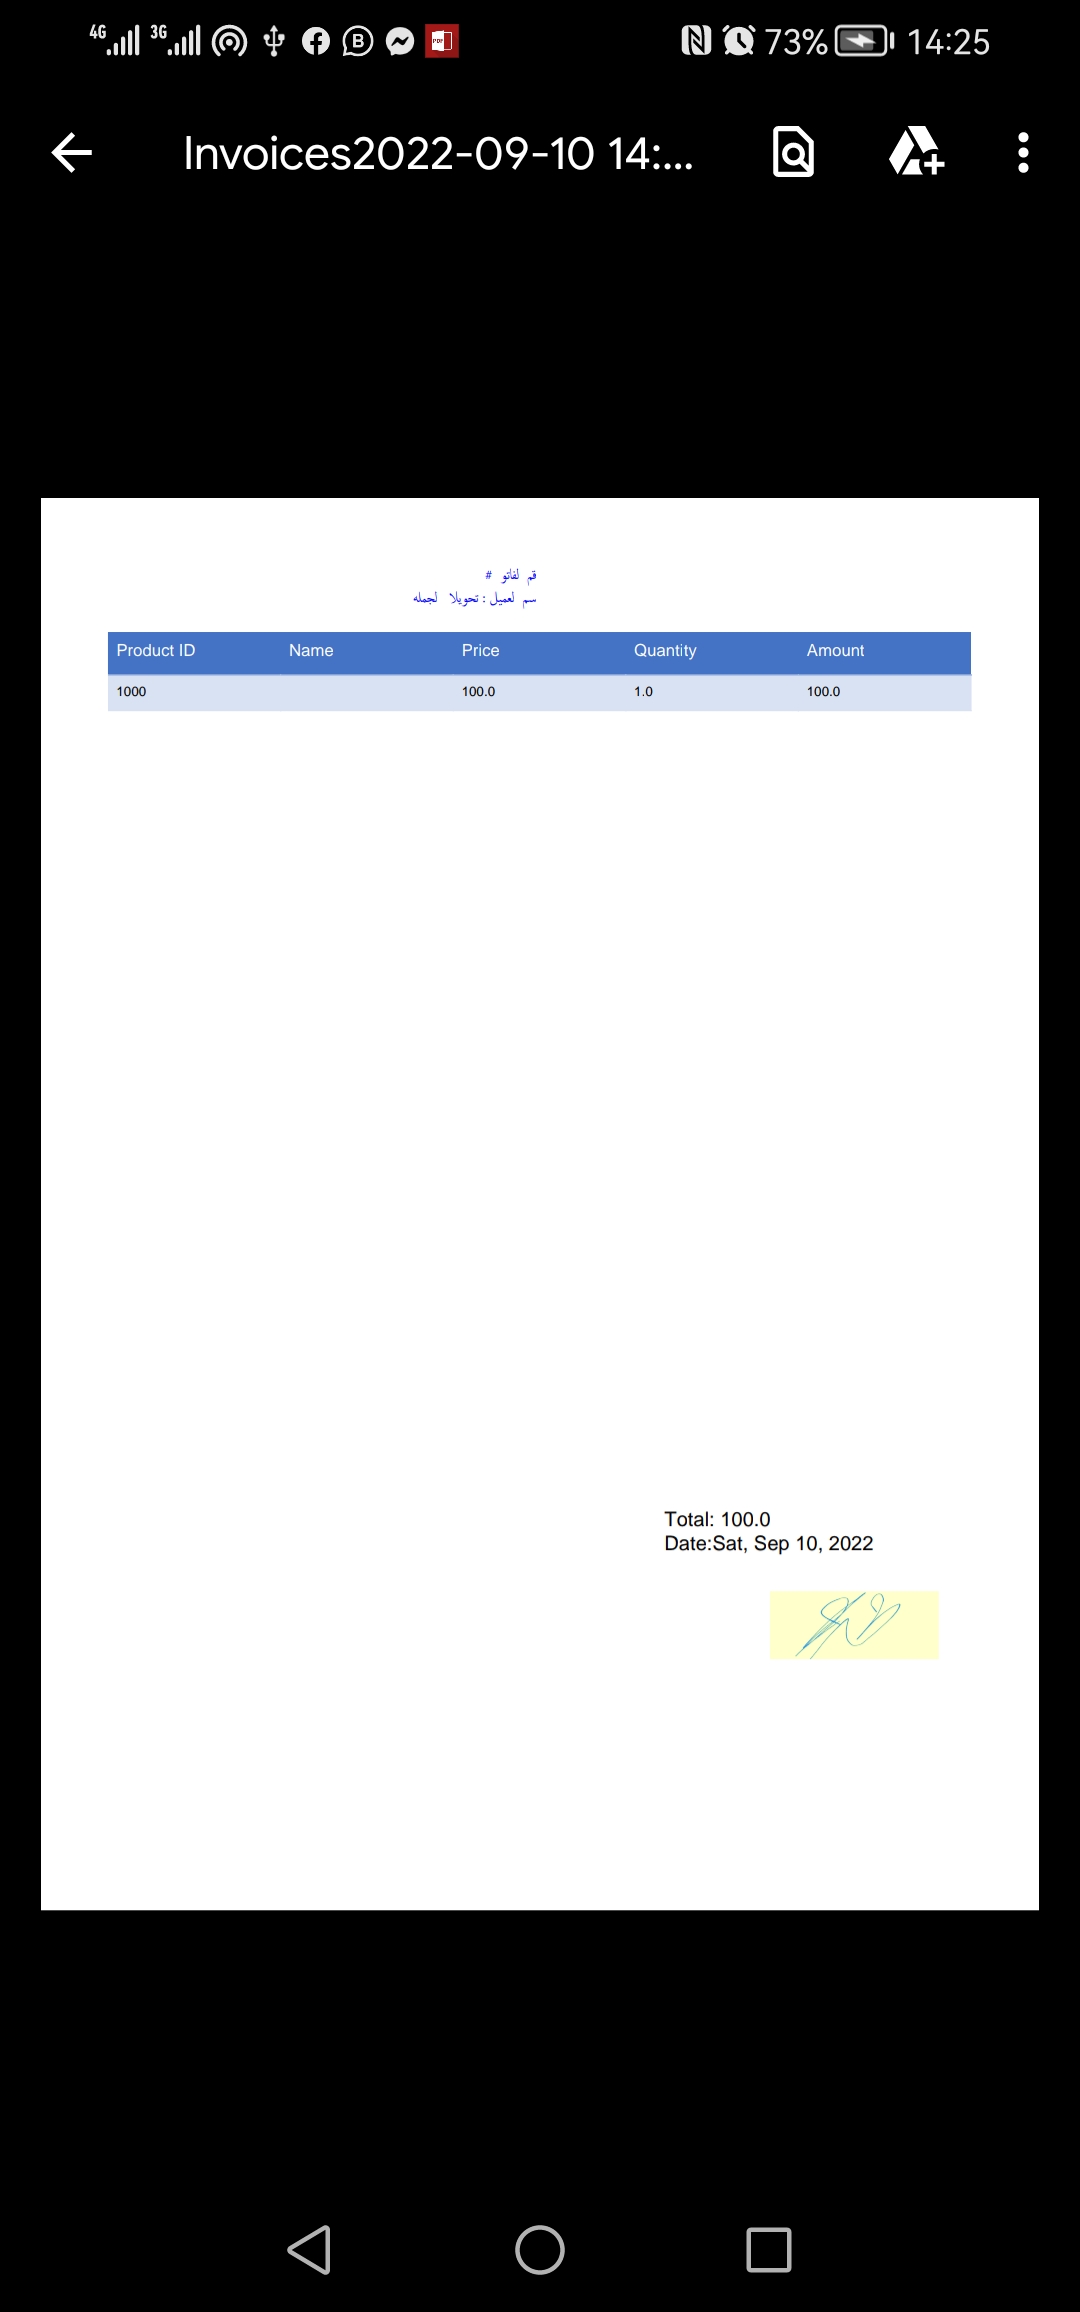 4G 3G 73% 14:25
Invoices2022-09-10 14:...
قم لفاتو #
سم لعميل : تحويلا لجمله
Product ID Name Price Quantity Amount
1000 100.0 1.0 100.0
Total: 100.0
Date:Sat, Sep 10, 2022